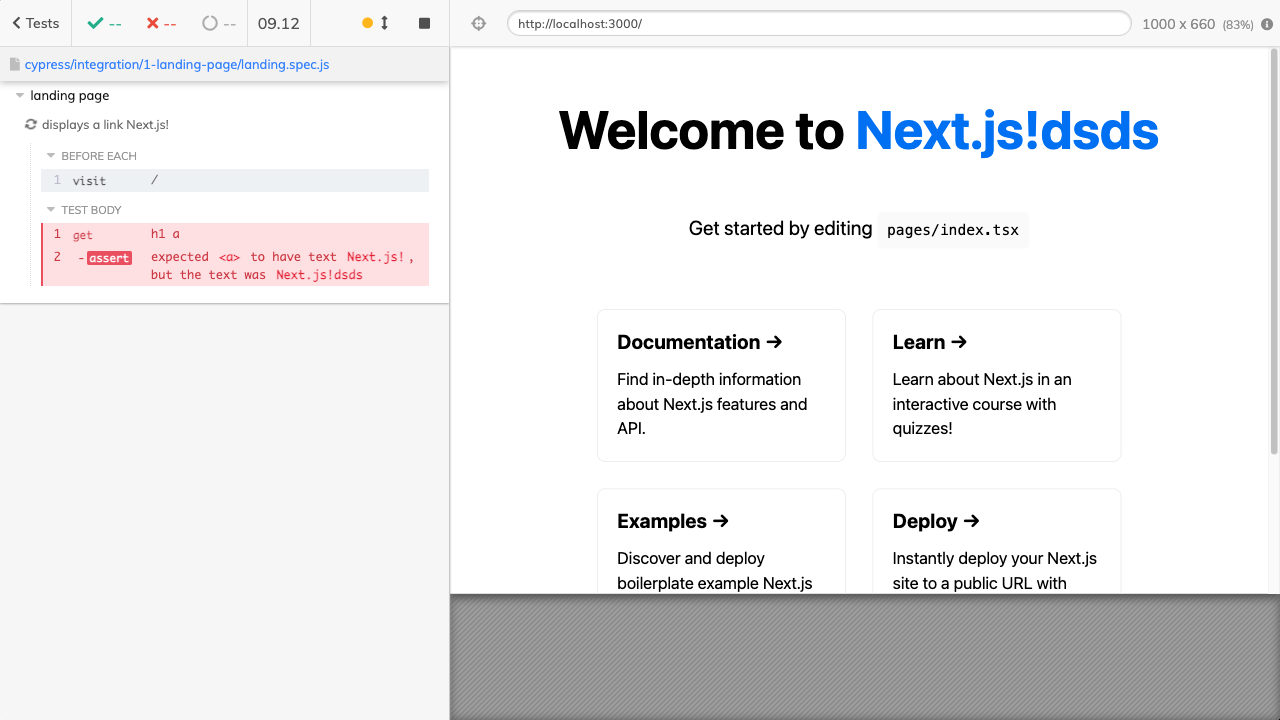 Tests -- -- -- 09.12
http://localhost:3000/ 1000 x 660 (83%)
cypress/integration/1-landing-page/landing.spec.js
landing page
displays a link Next.js!
BEFORE EACH
1 visit /
TEST BODY
1 get h1 a
2 -assert expected <a> to have text Next.js!,
but the text was Next.js!dsds
Welcome to Next.js!dsds
Get started by editing pages/index.tsx
Documentation →
Find in-depth information
about Next.js features and
API.
Learn →
Learn about Next.js in an
interactive course with
quizzes!
Examples →
Discover and deploy
boilerplate example Next.js
Deploy →
Instantly deploy your Next.js
site to a public URL with